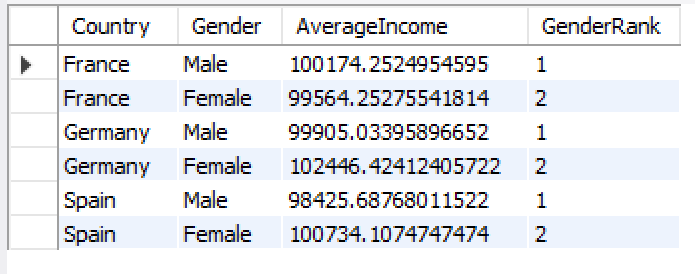 Country Gender AverageIncome GenderRank
France Male 100174.2524954595 1
France Female 99564.25275541814 2
Germany Male 99905.03395896652 1
Germany Female 102446.42412405722 2
Spain Male 98425.68768011522 1
Spain Female 100734.1074747474 2